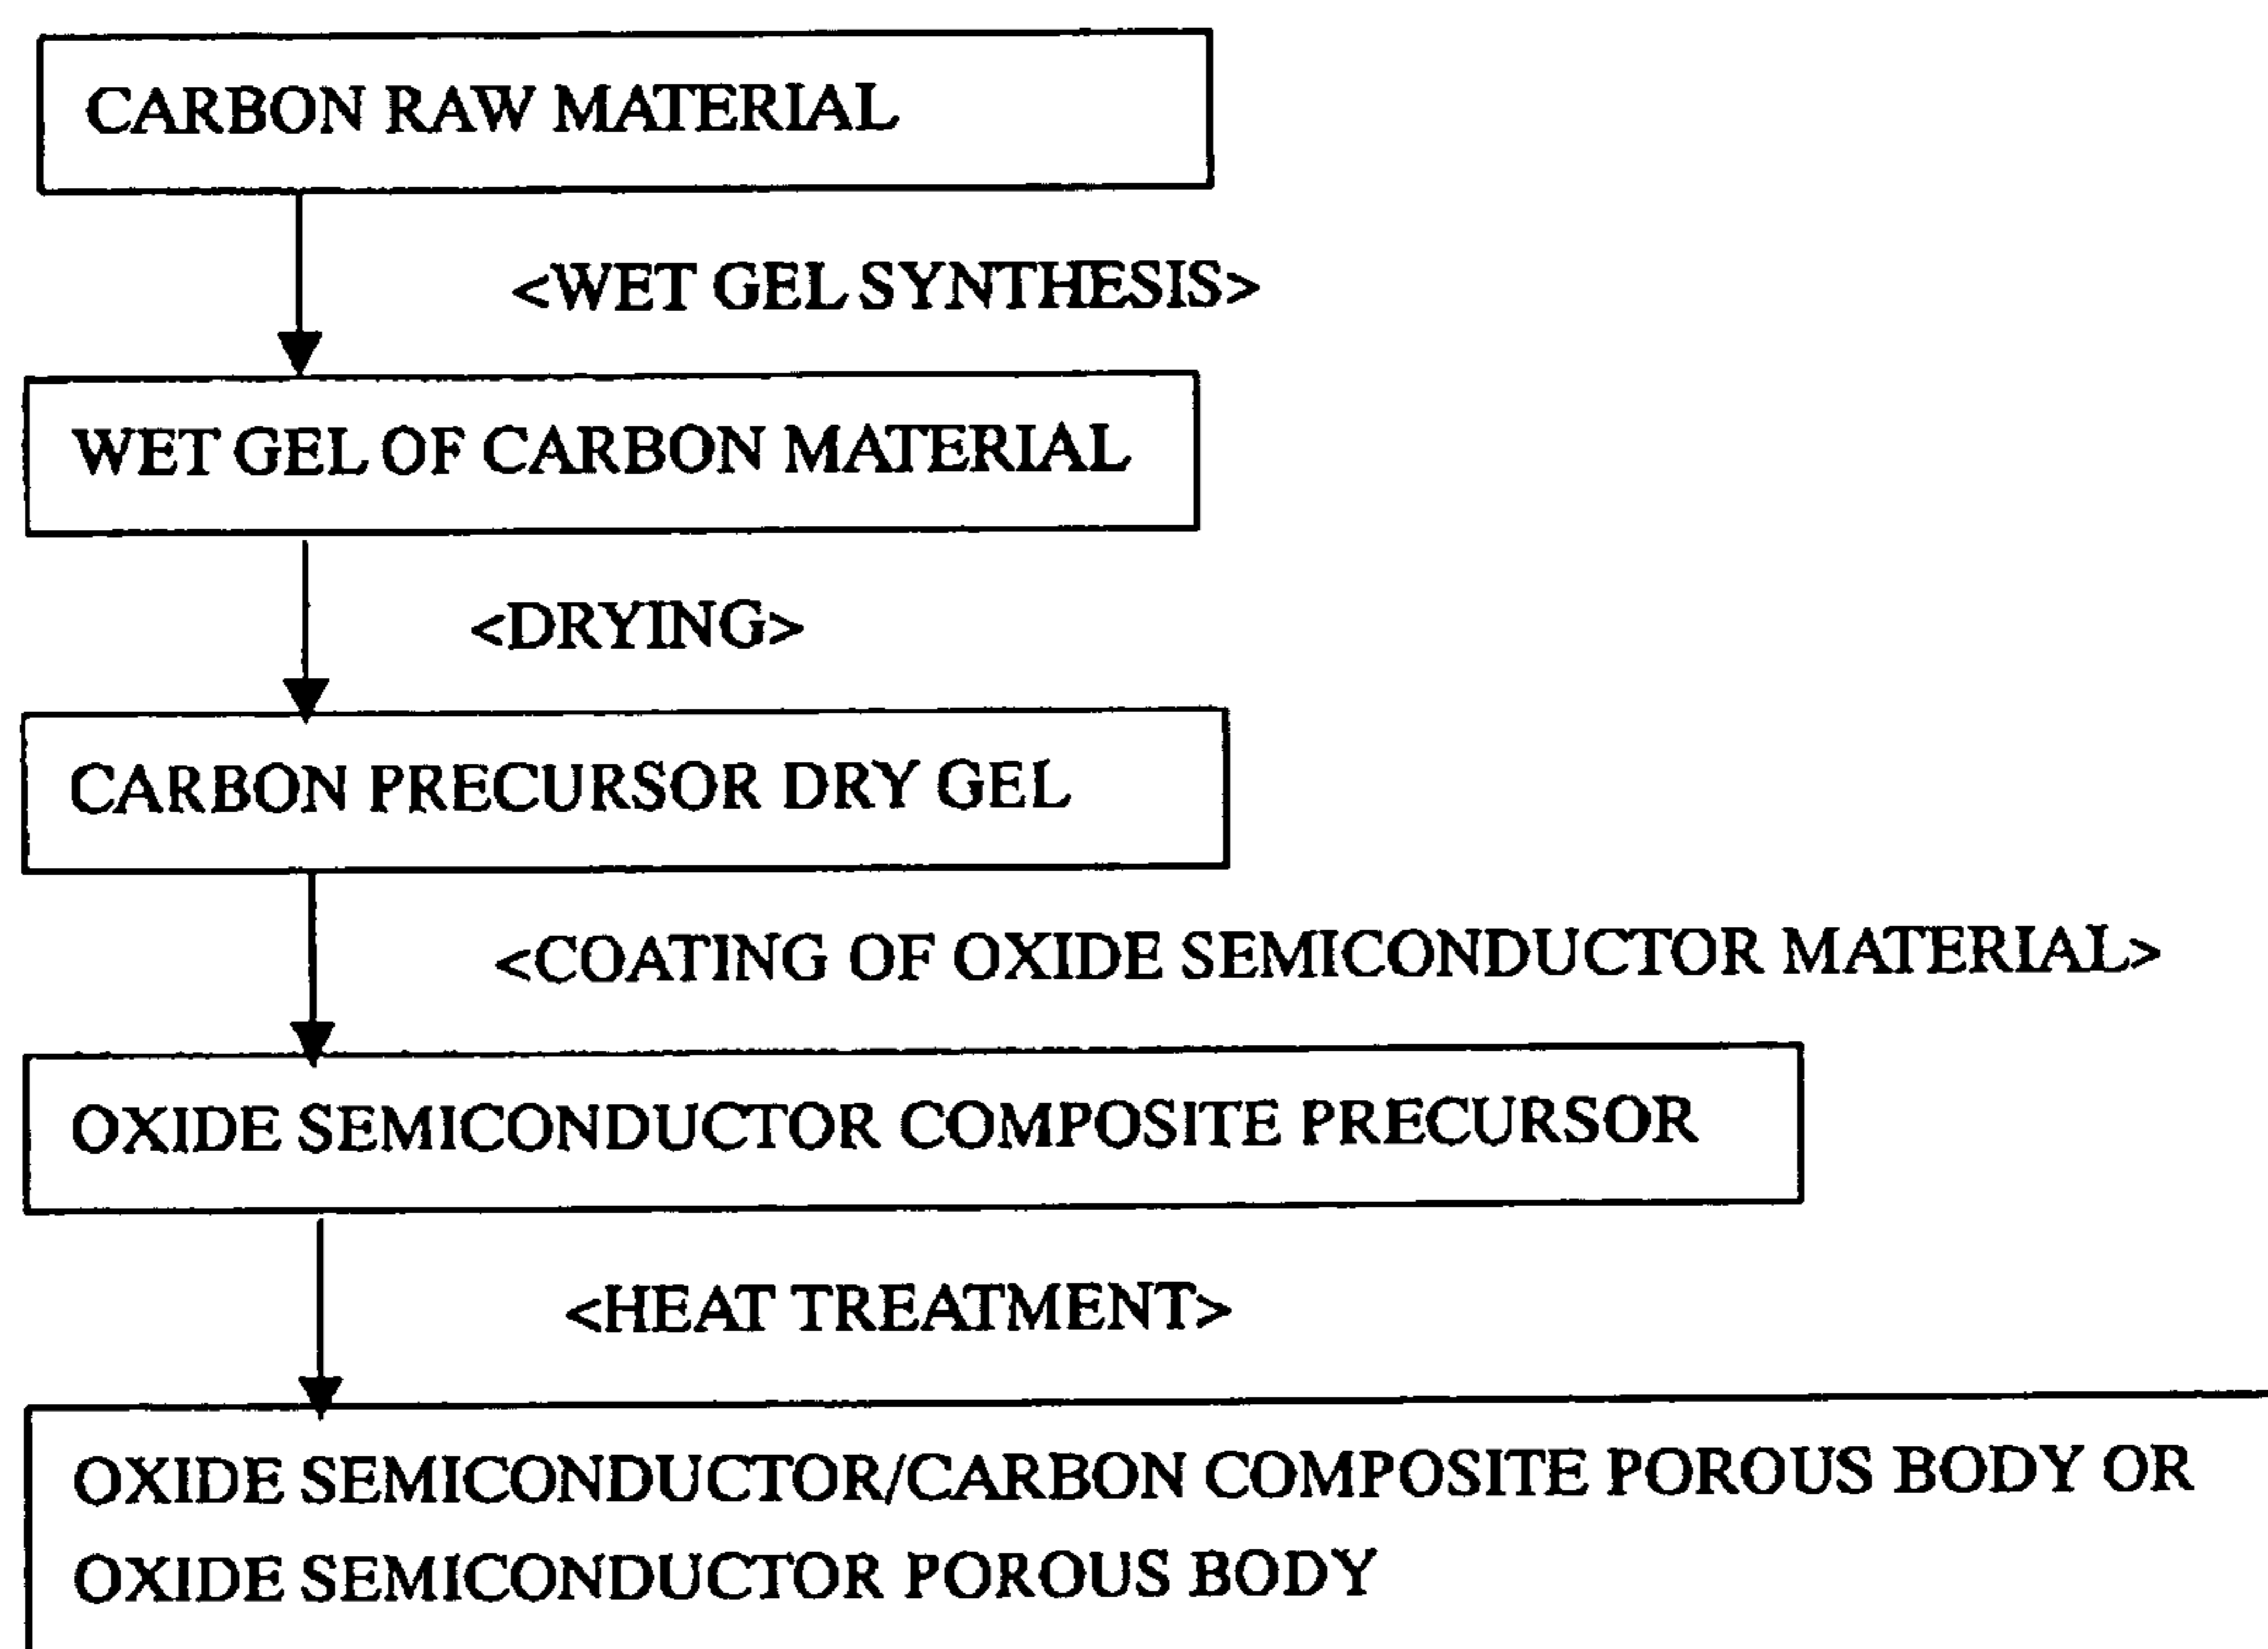 CARBON RAW MATERIAL
<WET GEL SYNTHESIS>
WET GEL OF CARBON MATERIAL
<DRYING>
CARBON PRECURSOR DRY GEL
<COATING OF OXIDE SEMICONDUCTOR MATERIAL>
OXIDE SEMICONDUCTOR COMPOSITE PRECURSOR
<HEAT TREATMENT>
OXIDE SEMICONDUCTOR/CARBON COMPOSITE POROUS BODY OR
OXIDE SEMICONDUCTOR POROUS BODY